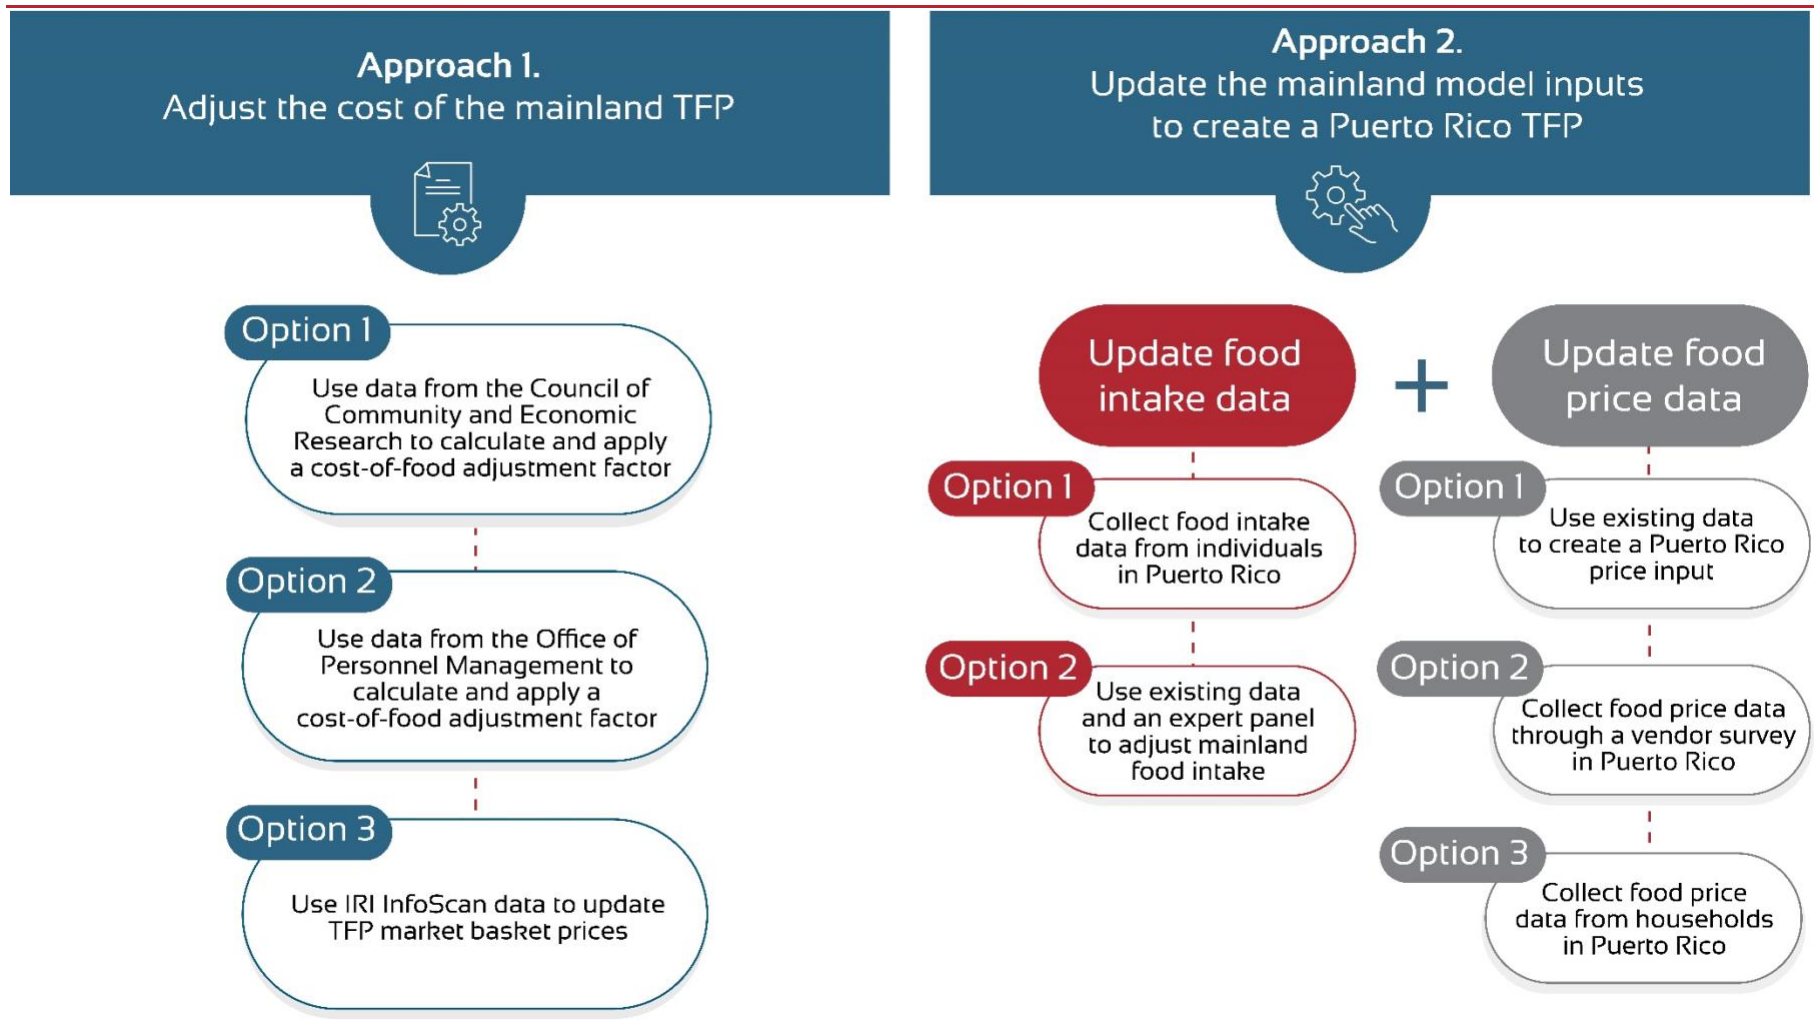 Approach 1.
Adjust the cost of the mainland TFP
Option 1
Use data from the Council of
Community and Economic
Research to calculate and apply
a cost-of-food adjustment factor
Option 2
Use data from the Office of
Personnel Management to
calculate and apply a
cost-of-food adjustment factor
Option 3
Use IRI InfoScan data to update
TFP market basket prices
Approach 2.
Update the mainland model inputs
to create a Puerto Rico TFP
Update food
intake data
Option 1
Collect food intake
data from individuals
in Puerto Rico
Option 2
Use existing data
and an expert panel
to adjust mainland
food intake
+
Update food
price data
Option 1
Use existing data
to create a Puerto Rico
price input
Option 2
Collect food price data
through a vendor survey
in Puerto Rico
Option 3
Collect food price
data from households
in Puerto Rico